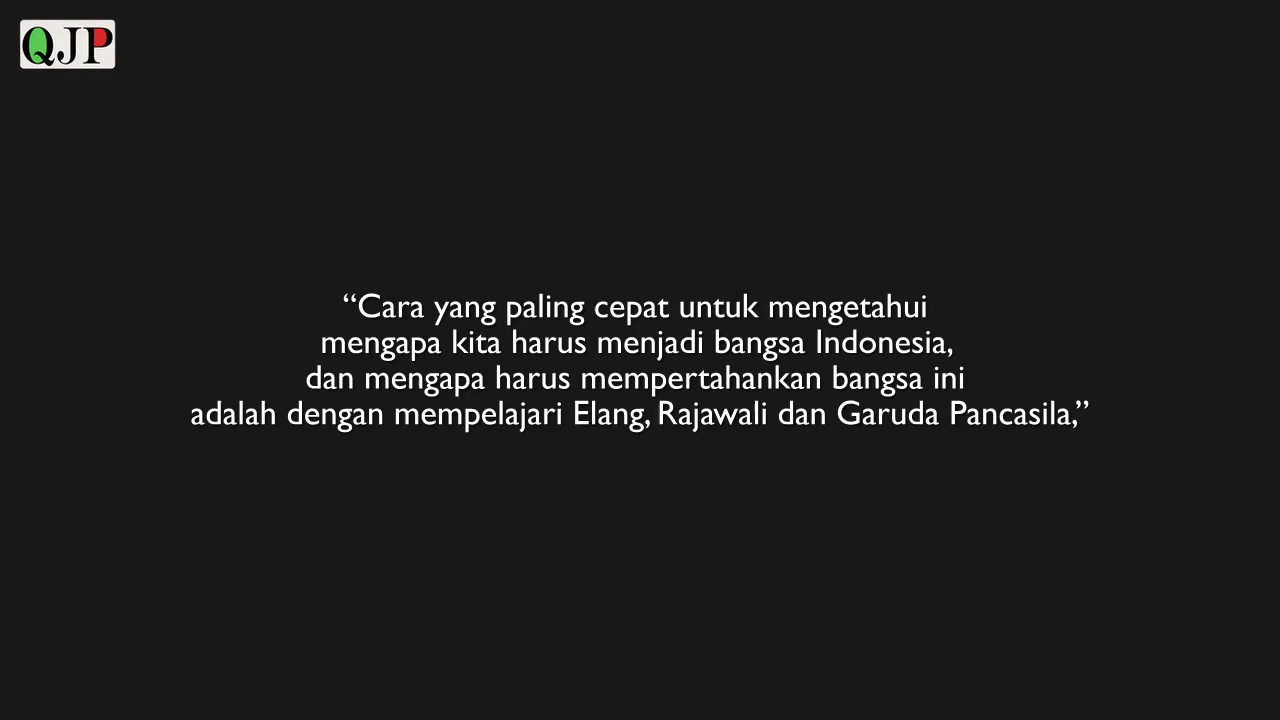 QJP
“Cara yang paling cepat untuk mengetahui
mengapa kita harus menjadi bangsa Indonesia,
dan mengapa harus mempertahankan bangsa ini
adalah dengan mempelajari Elang, Rajawali dan Garuda Pancasila,”